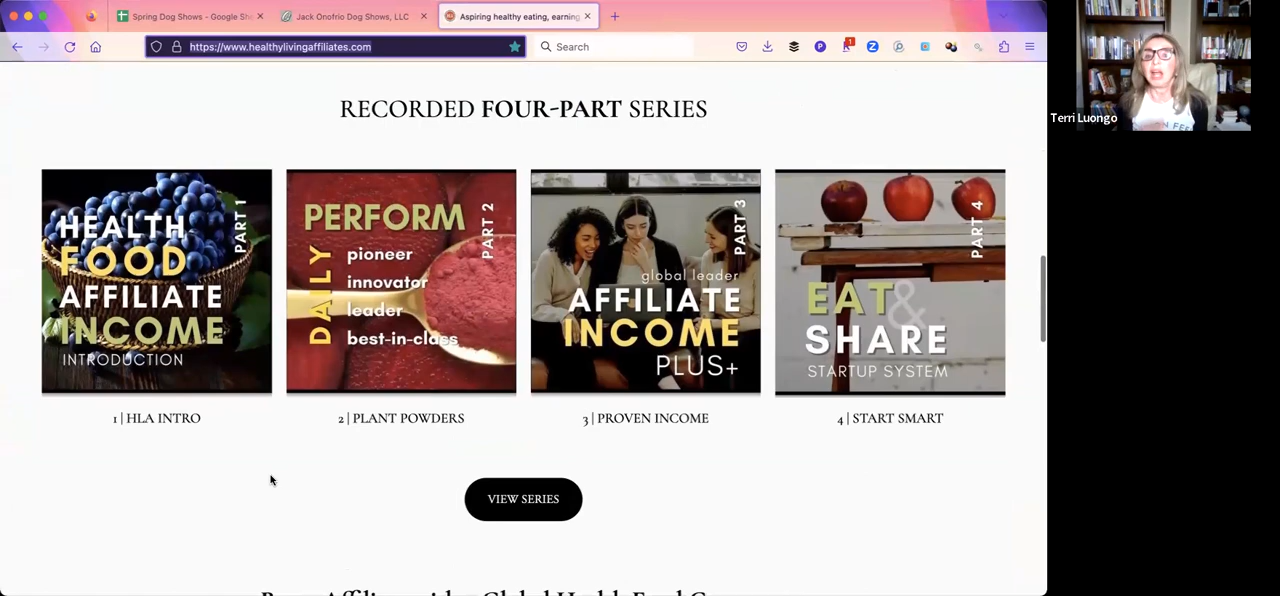 Spring Dog Shows - Google She
Jack Onofrio Dog Shows, LLC
Aspiring healthy eating, earning
https://www.healthylivingaffiliates.com
Search
1
Terri Luongo
RECORDED FOUR-PART SERIES
HEALTH
FOOD
AFFILIATE
INCOME
INTRODUCTION
PART 1
PERFORM
DAILY
pioneer
innovator
leader
best-in-class
PART 2
global leader
AFFILIATE
INCOME
PLUS+
PART 3
EAT &
SHARE
STARTUP SYSTEM
PART 4
1 | HLA INTRO
2 | PLANT POWDERS
3 | PROVEN INCOME
4 | START SMART
VIEW SERIES